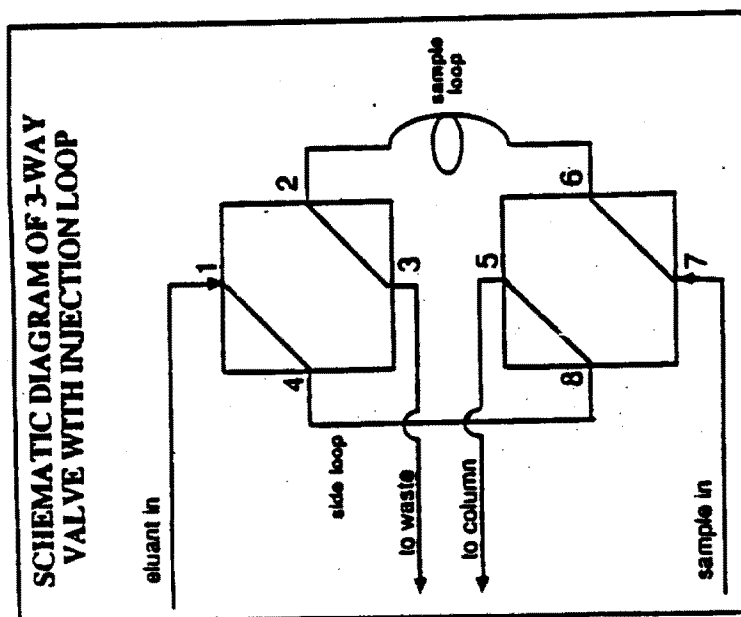 SCHEMATIC DIAGRAM OF 3-WAY
VALVE WITH INJECTION LOOP
eluant in
1
2
3
4
side loop
to waste
sample
loop
to column
5
6
7
8
sample in